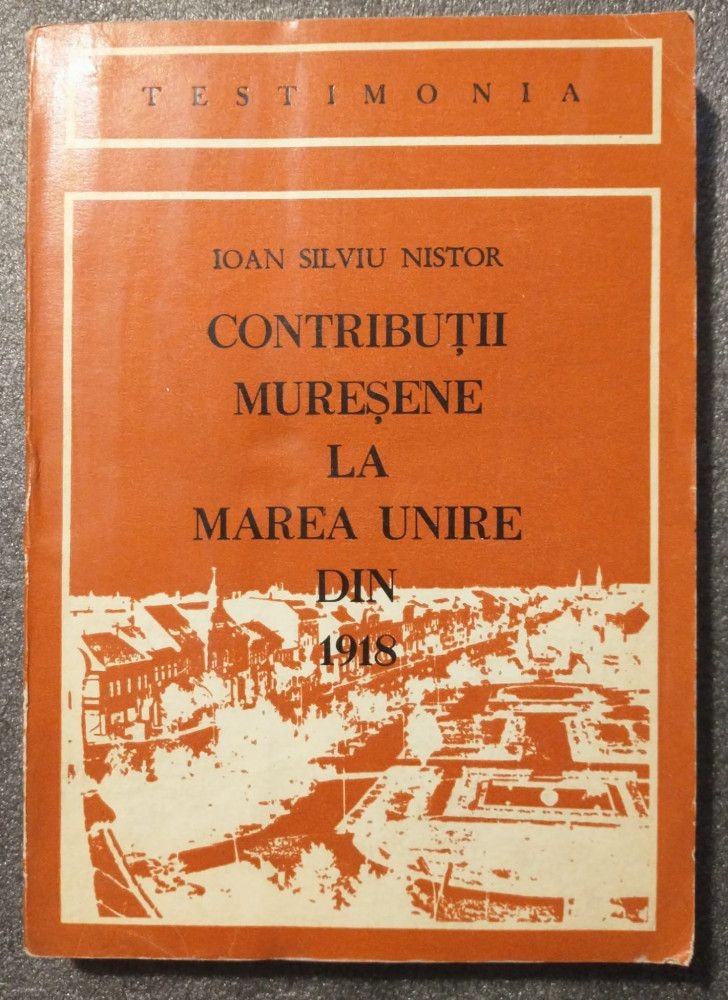 TESTIMONIA
IOAN SILVIU NISTOR
CONTRIBUȚII
MUREȘENE
LA
MAREA UNIRE
DIN
1918